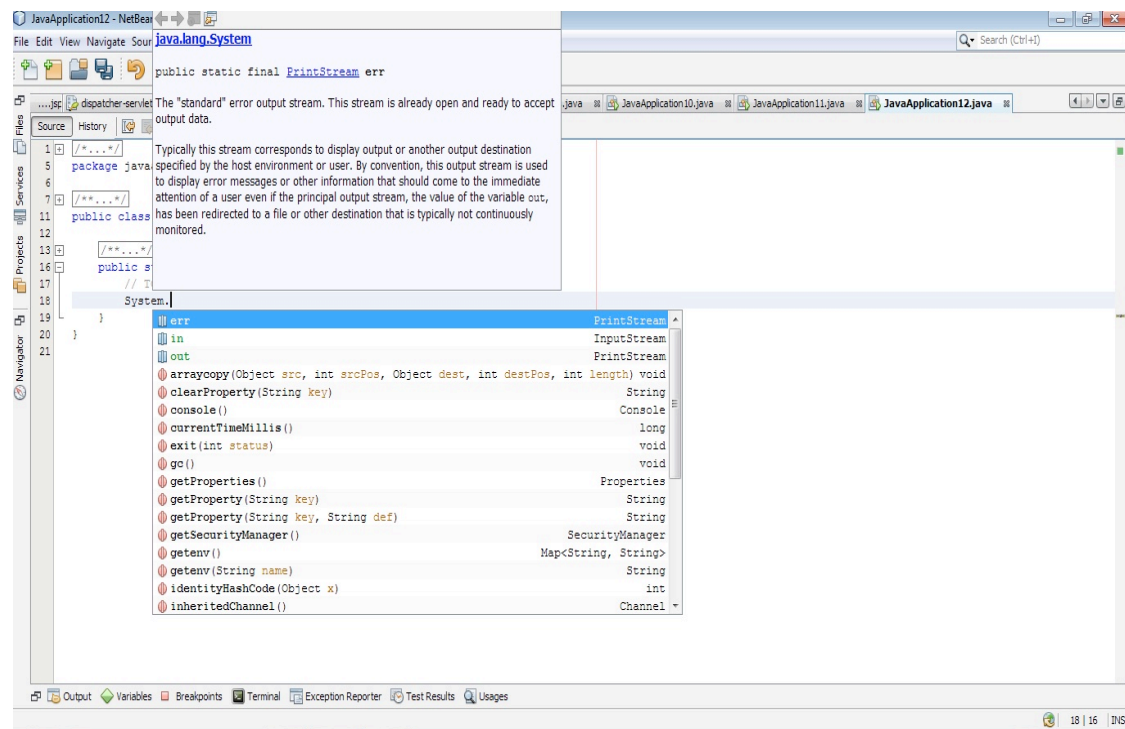 JavaApplication12 - NetBear
File Edit View Navigate Sour
Search (Ctrl+I)
java.lang.System
public static final PrintStream err
The "standard" error output stream. This stream is already open and ready to accept
output data.
Typically this stream corresponds to display output or another output destination
specified by the host environment or user. By convention, this output stream is used
to display error messages or other information that should come to the immediate
attention of a user even if the principal output stream, the value of the variable out,
has been redirected to a file or other destination that is typically not continuously
monitored.
....jsp dispatcher-servlet .java JavaApplication10.java JavaApplication11.java JavaApplication12.java
Source History
Files
Services
Projects
Navigator
1 /*...*/
5 package java
6
7 /**...*/
11 public class
12
13 /**...*/
16 public s
17 // T
18 System.
19 }
20 }
21
err PrintStream
in InputStream
out PrintStream
arraycopy(Object src, int srcPos, Object dest, int destPos, int length) void
clearProperty(String key) String
console() Console
currentTimeMillis() long
exit(int status) void
gc() void
getProperties() Properties
getProperty(String key) String
getProperty(String key, String def) String
getSecurityManager() SecurityManager
getenv() Map<String, String>
getenv(String name) String
identityHashCode(Object x) int
inheritedChannel() Channel
Output Variables Breakpoints Terminal Exception Reporter Test Results Usages
18 | 16 INS